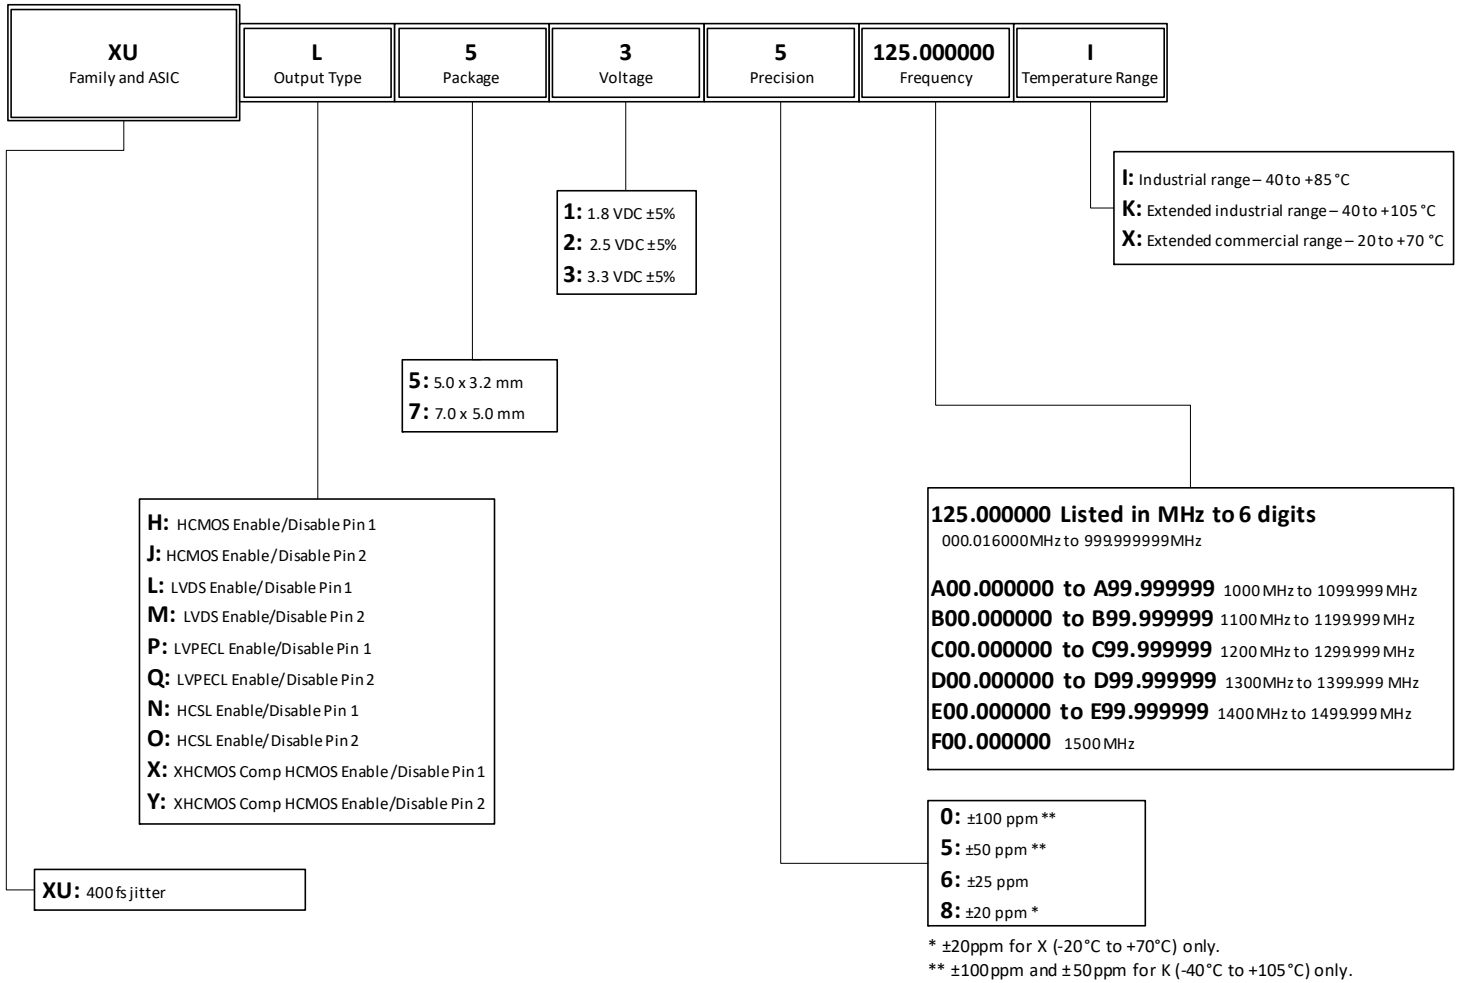 XU
Family and ASIC
L
Output Type
5
Package
3
Voltage
5
Precision
125.000000
Frequency
I
Temperature Range
I: Industrial range – 40 to +85 °C
K: Extended industrial range – 40 to +105 °C
X: Extended commercial range – 20 to +70 °C
1: 1.8 VDC ±5%
2: 2.5 VDC ±5%
3: 3.3 VDC ±5%
5: 5.0 x 3.2 mm
7: 7.0 x 5.0 mm
H: HCMOS Enable/Disable Pin 1
J: HCMOS Enable/Disable Pin 2
L: LVDS Enable/Disable Pin 1
M: LVDS Enable/Disable Pin 2
P: LVPECL Enable/Disable Pin 1
Q: LVPECL Enable/Disable Pin 2
N: HCSL Enable/Disable Pin 1
O: HCSL Enable/Disable Pin 2
X: XHCMOS Comp HCMOS Enable/Disable Pin 1
Y: XHCMOS Comp HCMOS Enable/Disable Pin 2
125.000000 Listed in MHz to 6 digits
000.016000MHz to 999.999999MHz
A00.000000 to A99.999999 1000 MHz to 1099.999 MHz
B00.000000 to B99.999999 1100 MHz to 1199.999 MHz
C00.000000 to C99.999999 1200 MHz to 1299.999 MHz
D00.000000 to D99.999999 1300MHz to 1399.999 MHz
E00.000000 to E99.999999 1400 MHz to 1499.999 MHz
F00.000000 1500 MHz
0: ±100 ppm **
5: ±50 ppm **
6: ±25 ppm
8: ±20 ppm *
XU: 400 fs jitter
* ±20ppm for X (-20°C to +70°C) only.
** ±100ppm and ±50ppm for K (-40°C to +105°C) only.